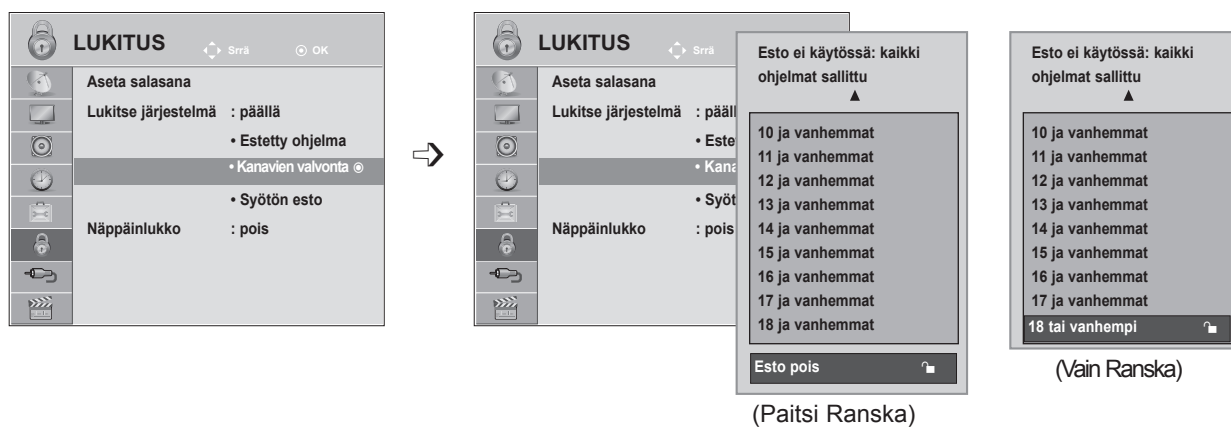 LUKITUS
Srrä
OK
Aseta salasana
Lukitse järjestelmä : päällä
• Estetty ohjelma
• Kanavien valvonta
• Syötön esto
Näppäinlukko : pois
LUKITUS
Srrä
Aseta salasana
Lukitse järjestelmä : pääll
• Este
• Kana
• Syöt
Näppäinlukko : pois
Esto ei käytössä: kaikki
ohjelmat sallittu
10 ja vanhemmat
11 ja vanhemmat
12 ja vanhemmat
13 ja vanhemmat
14 ja vanhemmat
15 ja vanhemmat
16 ja vanhemmat
17 ja vanhemmat
18 ja vanhemmat
Esto pois
(Paitsi Ranska)
Esto ei käytössä: kaikki
ohjelmat sallittu
10 ja vanhemmat
11 ja vanhemmat
12 ja vanhemmat
13 ja vanhemmat
14 ja vanhemmat
15 ja vanhemmat
16 ja vanhemmat
17 ja vanhemmat
18 tai vanhempi
(Vain Ranska)